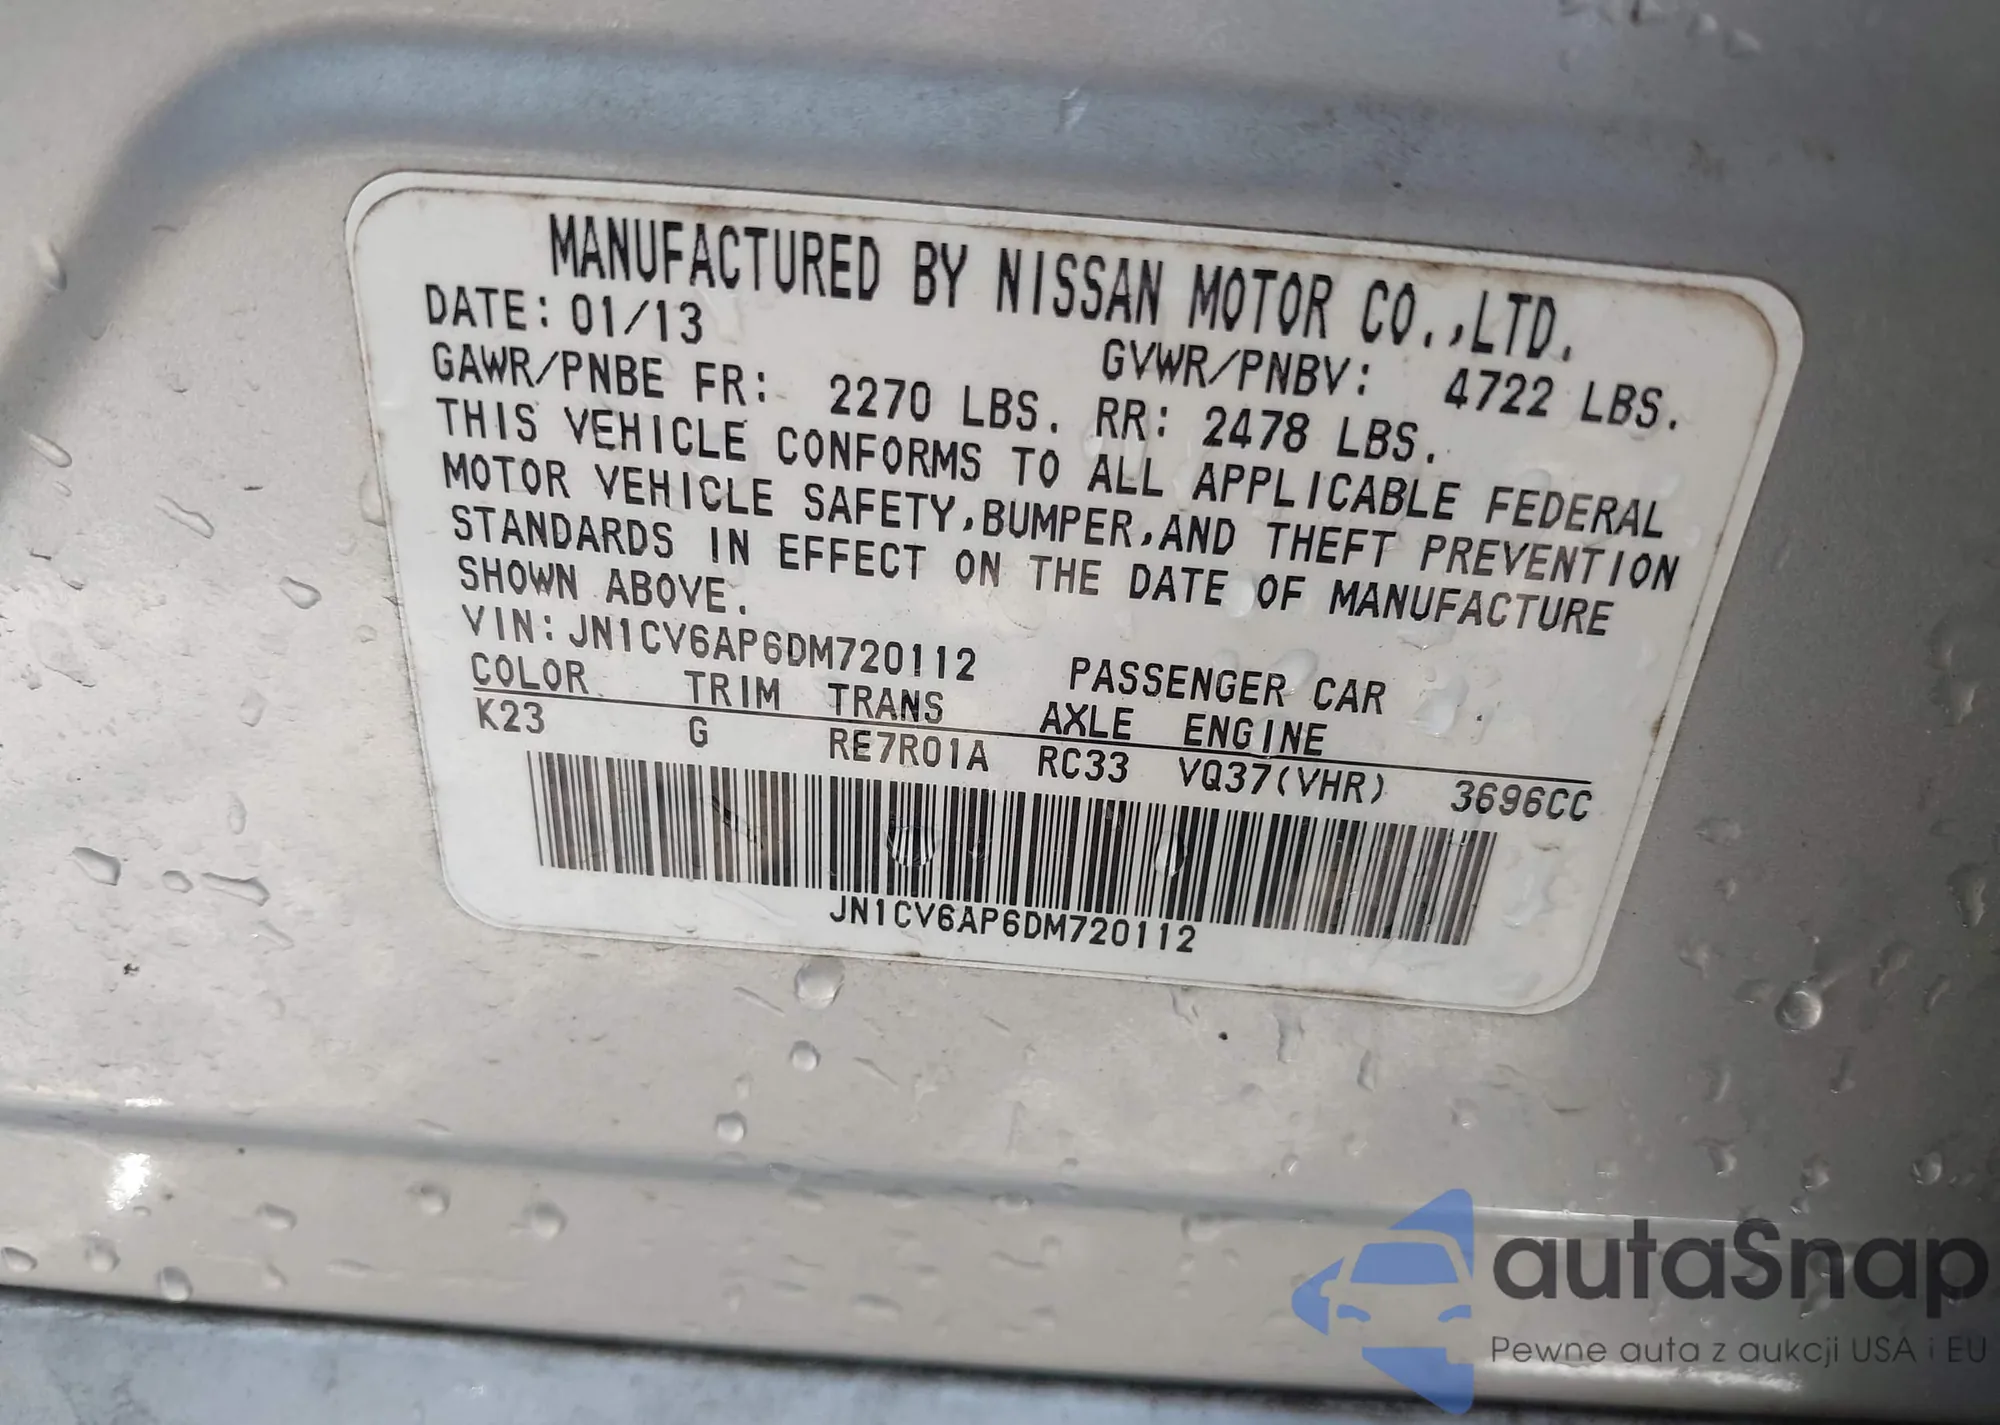 MANUFACTURED BY NISSAN MOTOR CO.,LTD.
DATE: 01/13 GVWR/PNBV: 4722 LBS.
GAWR/PNBE FR: 2270 LBS. RR: 2478 LBS.
THIS VEHICLE CONFORMS TO ALL APPLICABLE FEDERAL
MOTOR VEHICLE SAFETY,BUMPER,AND THEFT PREVENTION
STANDARDS IN EFFECT ON THE DATE OF MANUFACTURE
SHOWN ABOVE.
VIN: JN1CV6AP6DM720112 PASSENGER CAR
COLOR TRIM TRANS AXLE ENGINE
K23 G RE7R01A RC33 VQ37(VHR) 3696CC
JN1CV6AP6DM720112
autaSnap
Pewne auta z aukcji USA i EU